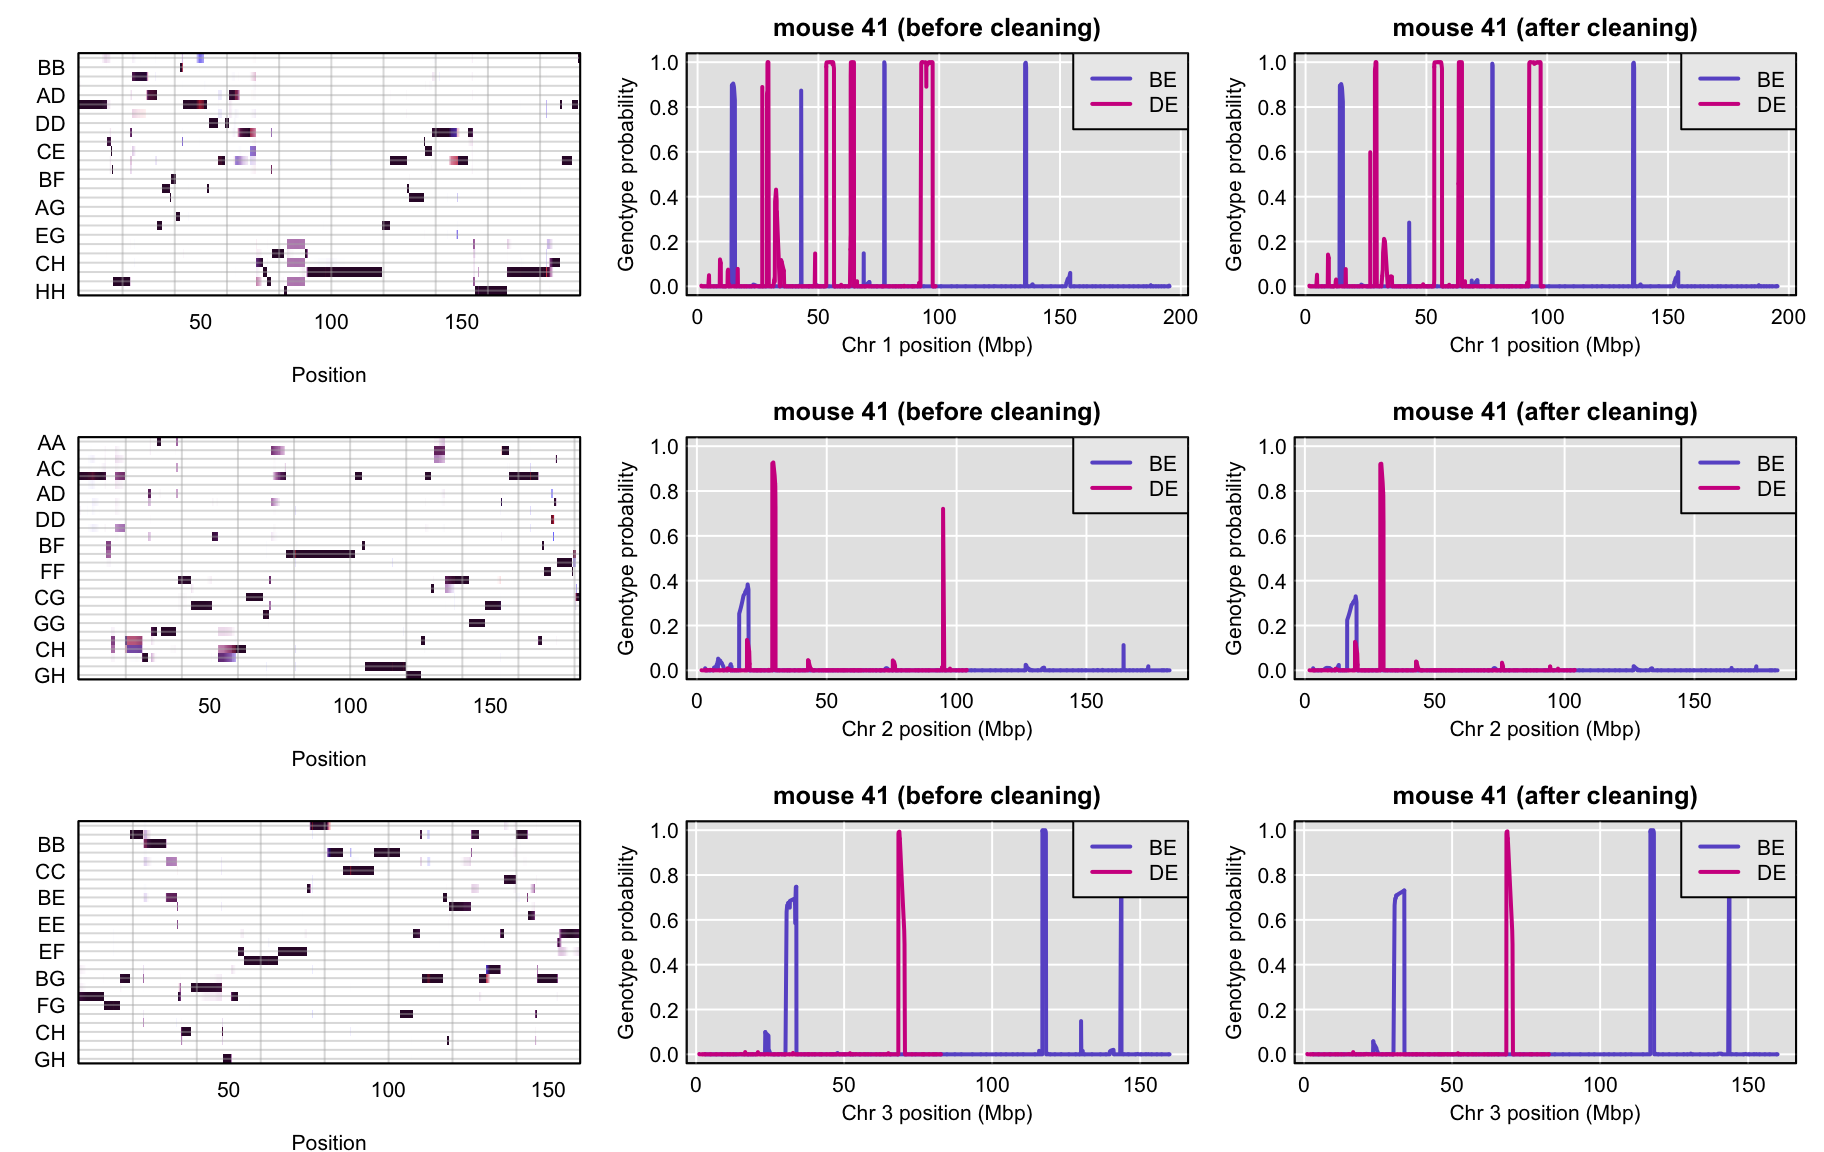 BB
AD
DD
CE
BF
AG
EG
CH
HH
50 100 150
Position
mouse 41 (before cleaning)
Genotype probability
1.0
0.8
0.6
0.4
0.2
0.0
BE
DE
0 50 100 150 200
Chr 1 position (Mbp)
mouse 41 (after cleaning)
Genotype probability
1.0
0.8
0.6
0.4
0.2
0.0
BE
DE
0 50 100 150 200
Chr 1 position (Mbp)
AA
AC
AD
DD
BF
FF
CG
GG
CH
GH
50 100 150
Position
mouse 41 (before cleaning)
Genotype probability
1.0
0.8
0.6
0.4
0.2
0.0
BE
DE
0 50 100 150
Chr 2 position (Mbp)
mouse 41 (after cleaning)
Genotype probability
1.0
0.8
0.6
0.4
0.2
0.0
BE
DE
0 50 100 150
Chr 2 position (Mbp)
BB
CC
BE
EE
EF
BG
FG
CH
GH
50 100 150
Position
mouse 41 (before cleaning)
Genotype probability
1.0
0.8
0.6
0.4
0.2
0.0
BE
DE
0 50 100 150
Chr 3 position (Mbp)
mouse 41 (after cleaning)
Genotype probability
1.0
0.8
0.6
0.4
0.2
0.0
BE
DE
0 50 100 150
Chr 3 position (Mbp)